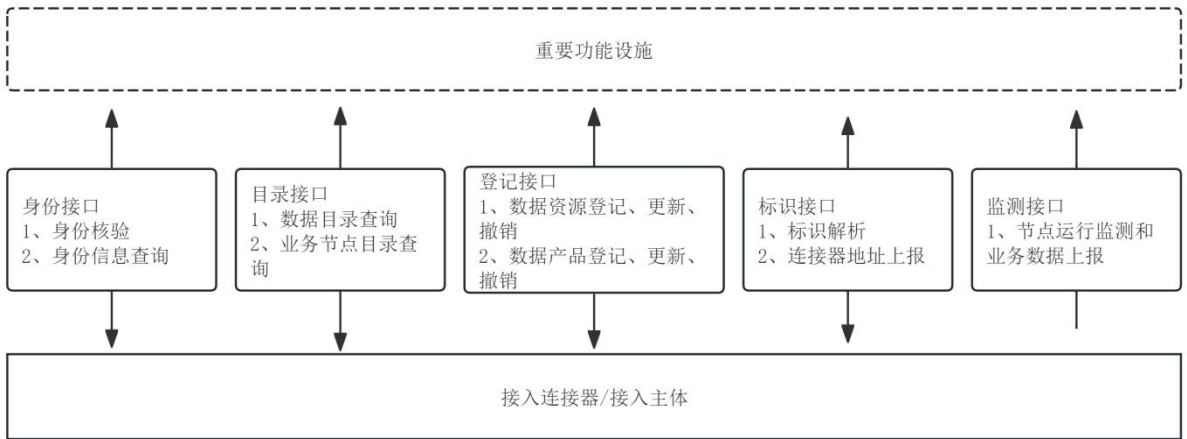 重要功能设施
身份接口
1、身份核验
2、身份信息查询
目录接口
1、数据目录查询
2、业务节点目录查
询
登记接口
1、数据资源登记、更新、
撤销
2、数据产品登记、更新、
撤销
标识接口
1、标识解析
2、连接器地址上报
监测接口
1、节点运行监测和
业务数据上报
接入连接器/接入主体